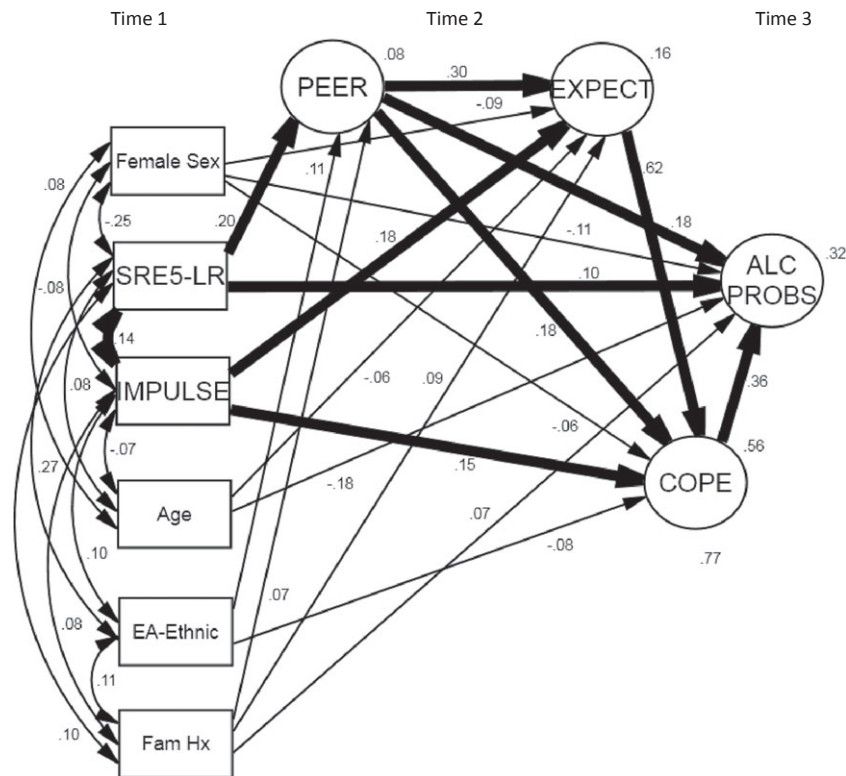 Time 1 Time 2 Time 3
.08 .16
PEER .30 EXPECT
-.09
Female Sex .11
.08 .62
.20
-.25 .18
-.11 .32
SRE5-LR .18 ALC
-.08 .10 PROBS
.14 .18
.08 IMPULSE -.06 .09 .36
-.07 -.06 .56
.27 .15 COPE
Age -.18
.07
.10 -.08 .77
.07
.08 EA-Ethnic
.11
.10 Fam Hx